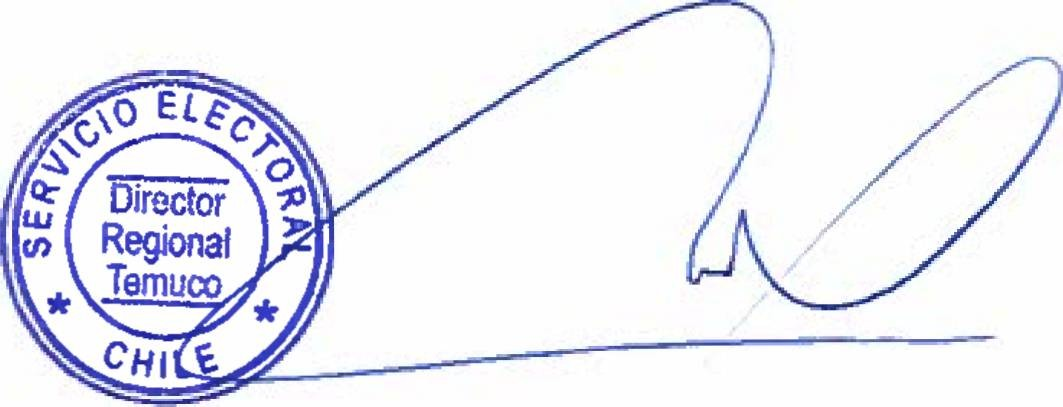 SERVICIO ELECTORAL
Director
Regional
Temuco
* CHILE *